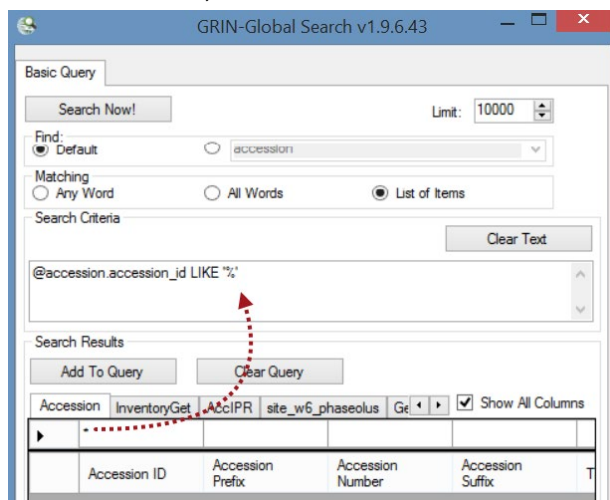 GRIN-Global Search v1.9.6.43
Basic Query
Search Now! Limit: 10000
Find:
Default accession
Matching
Any Word All Words List of Items
Search Criteria
Clear Text
@accession.accession_id LIKE '%'
Search Results
Add To Query Clear Query
Accession InventoryGet AccIPR site_w6_phaseolus Ge Show All Columns
*
Accession ID Accession Prefix Accession Number Accession Suffix T